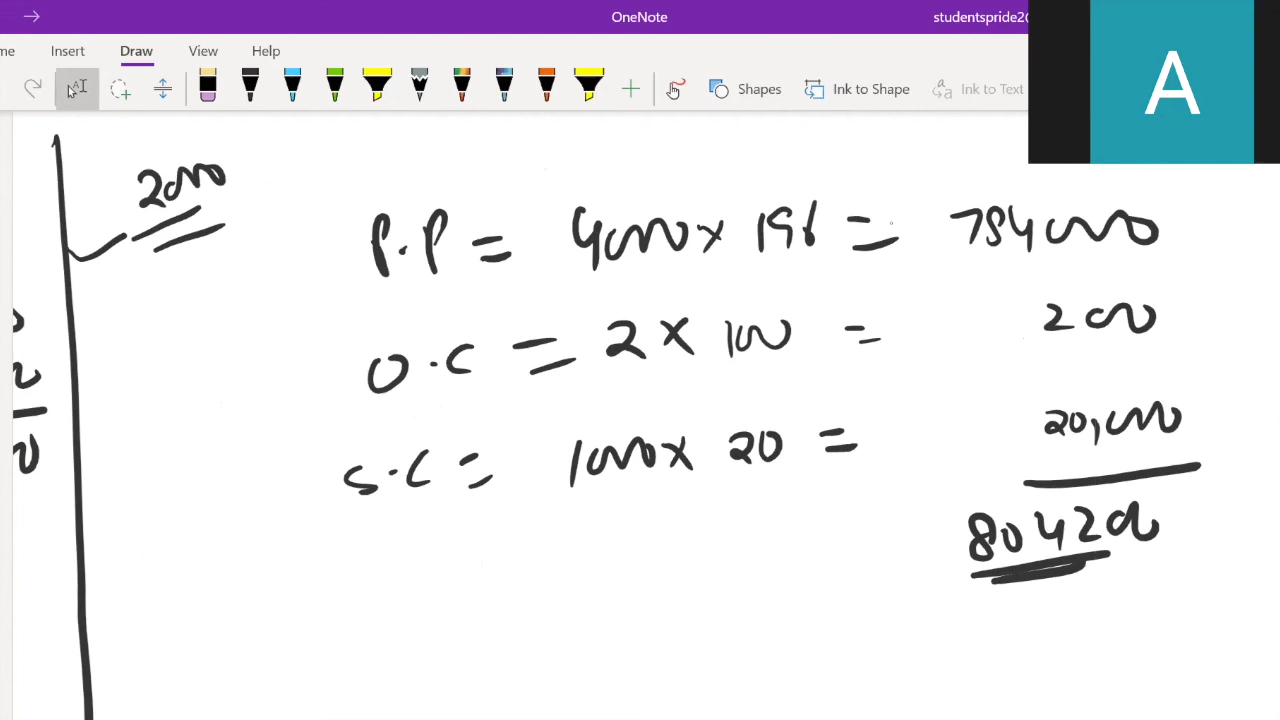 OneNote studentspride2@
me Insert Draw View Help
Shapes Ink to Shape Ink to Text
A
2000
P.P = 4000 x 196 = 784000
O.C = 2 x 100 = 200
S.C = 1000 x 20 = 20,000
804200